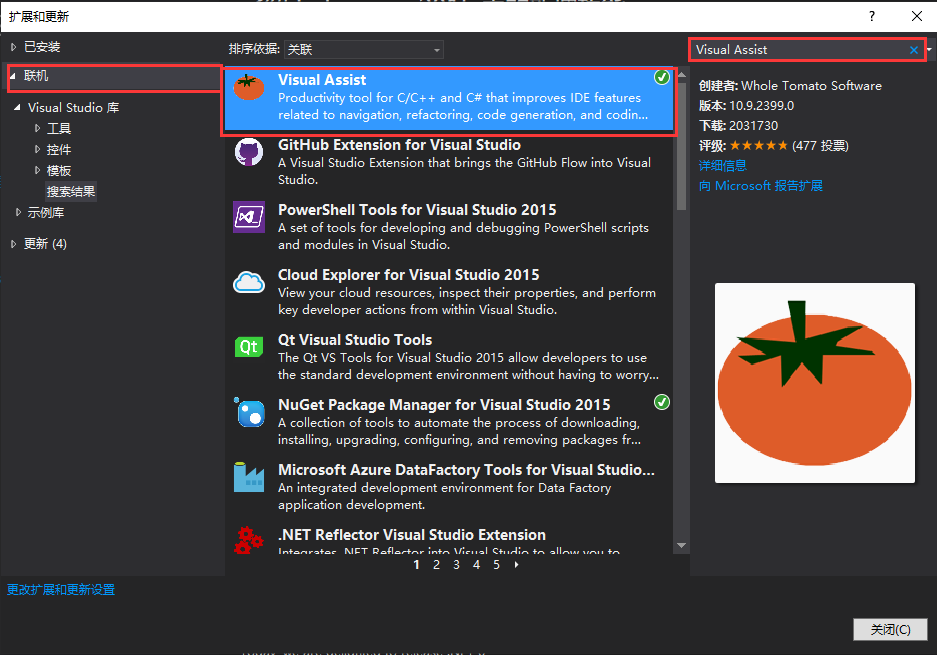 扩展和更新
?
已安装
联机
Visual Studio 库
工具
控件
模板
搜索结果
示例库
更新 (4)
排序依据: 关联
Visual Assist
Productivity tool for C/C++ and C# that improves IDE features
related to navigation, refactoring, code generation, and codin...
GitHub Extension for Visual Studio
A Visual Studio Extension that brings the GitHub Flow into Visual
Studio.
PowerShell Tools for Visual Studio 2015
A set of tools for developing and debugging PowerShell scripts
and modules in Visual Studio.
Cloud Explorer for Visual Studio 2015
View your cloud resources, inspect their properties, and perform
key developer actions from within Visual Studio.
Qt
Qt Visual Studio Tools
The Qt VS Tools for Visual Studio 2015 allow developers to use
the standard development environment without having to worry...
NuGet Package Manager for Visual Studio 2015
A collection of tools to automate the process of downloading,
installing, upgrading, configuring, and removing packages fr...
Microsoft Azure DataFactory Tools for Visual Studio...
An integrated development environment for Data Factory
application development.
.NET Reflector Visual Studio Extension
Integrates .NET Reflector into Visual Studio to allow you to
1 2 3 4 5
Visual Assist
创建者: Whole Tomato Software
版本: 10.9.2399.0
下载: 2031730
评级: ★★★★★ (477 投票)
详细信息
向 Microsoft 报告扩展
更改扩展和更新设置
关闭(C)